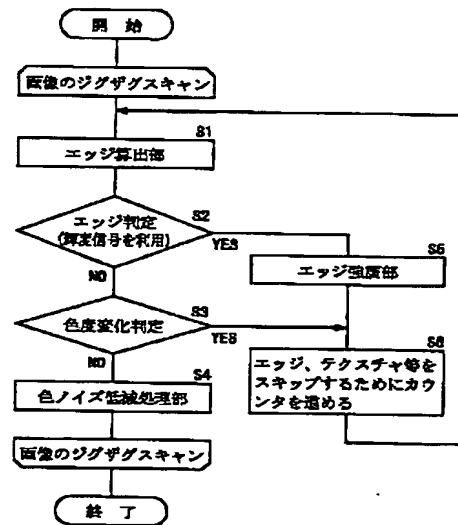 開 始
画像のジグザグスキャン
S1
エッジ算出部
S2
エッジ判定
(輝度信号を利用)
YES
NO
S5
エッジ強調部
S3
色度変化判定
YES
NO
S6
エッジ、テクスチャ等を
スキップするためにカウ
ンタを進める
S4
色ノイズ低減処理部
画像のジグザグスキャン
終 了